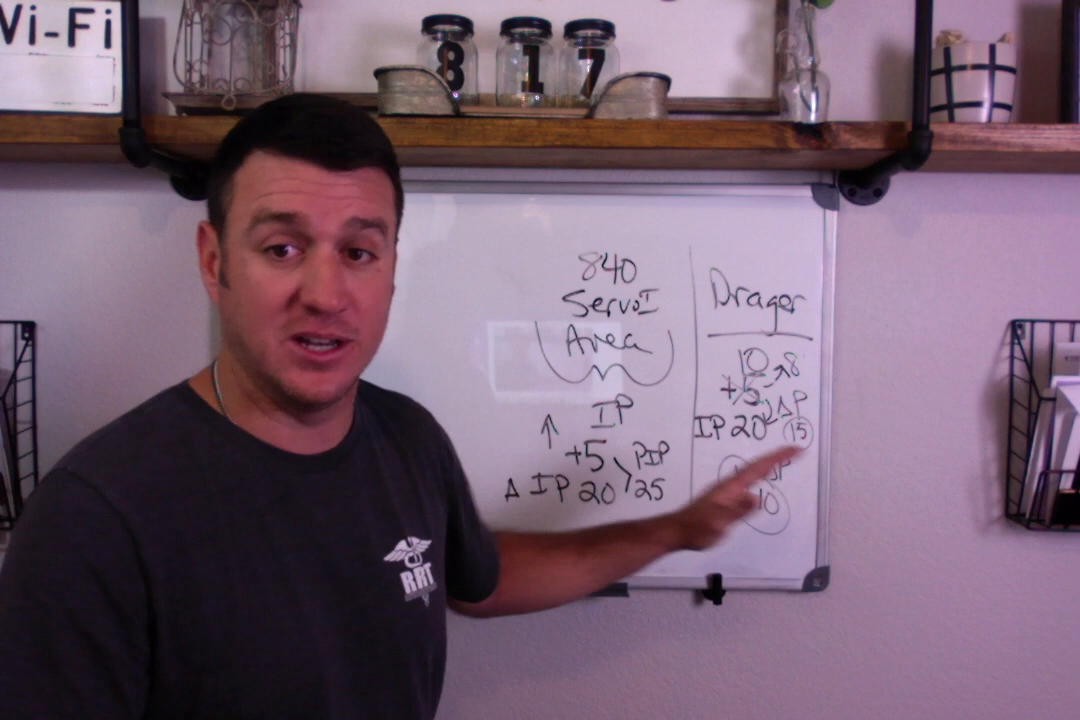 Wi-Fi
8 1 7
840
Servo I
Area
↑ IP
+5 PIP
Δ IP 20 25
Drager
10 8
+5 ΔP
IP 20 15
10
RRT